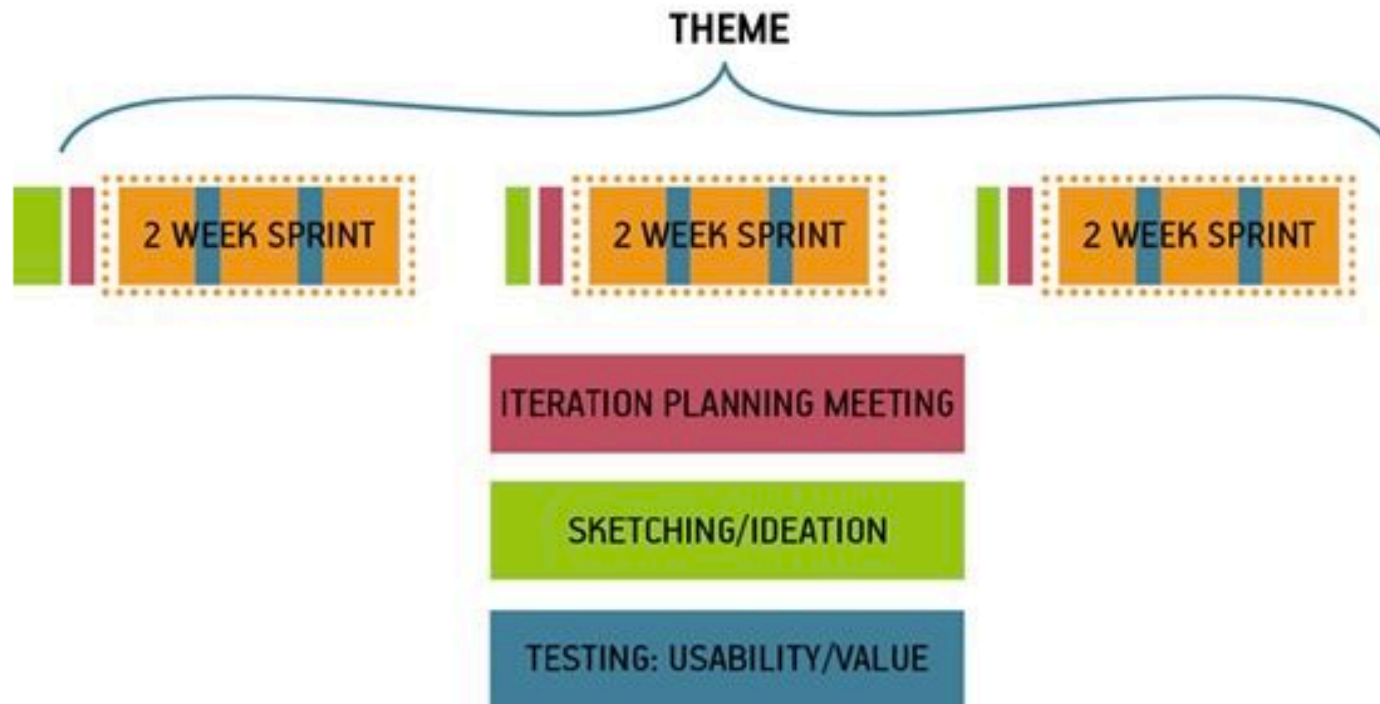 THEME
2 WEEK SPRINT
2 WEEK SPRINT
2 WEEK SPRINT
ITERATION PLANNING MEETING
SKETCHING/IDEATION
TESTING: USABILITY/VALUE